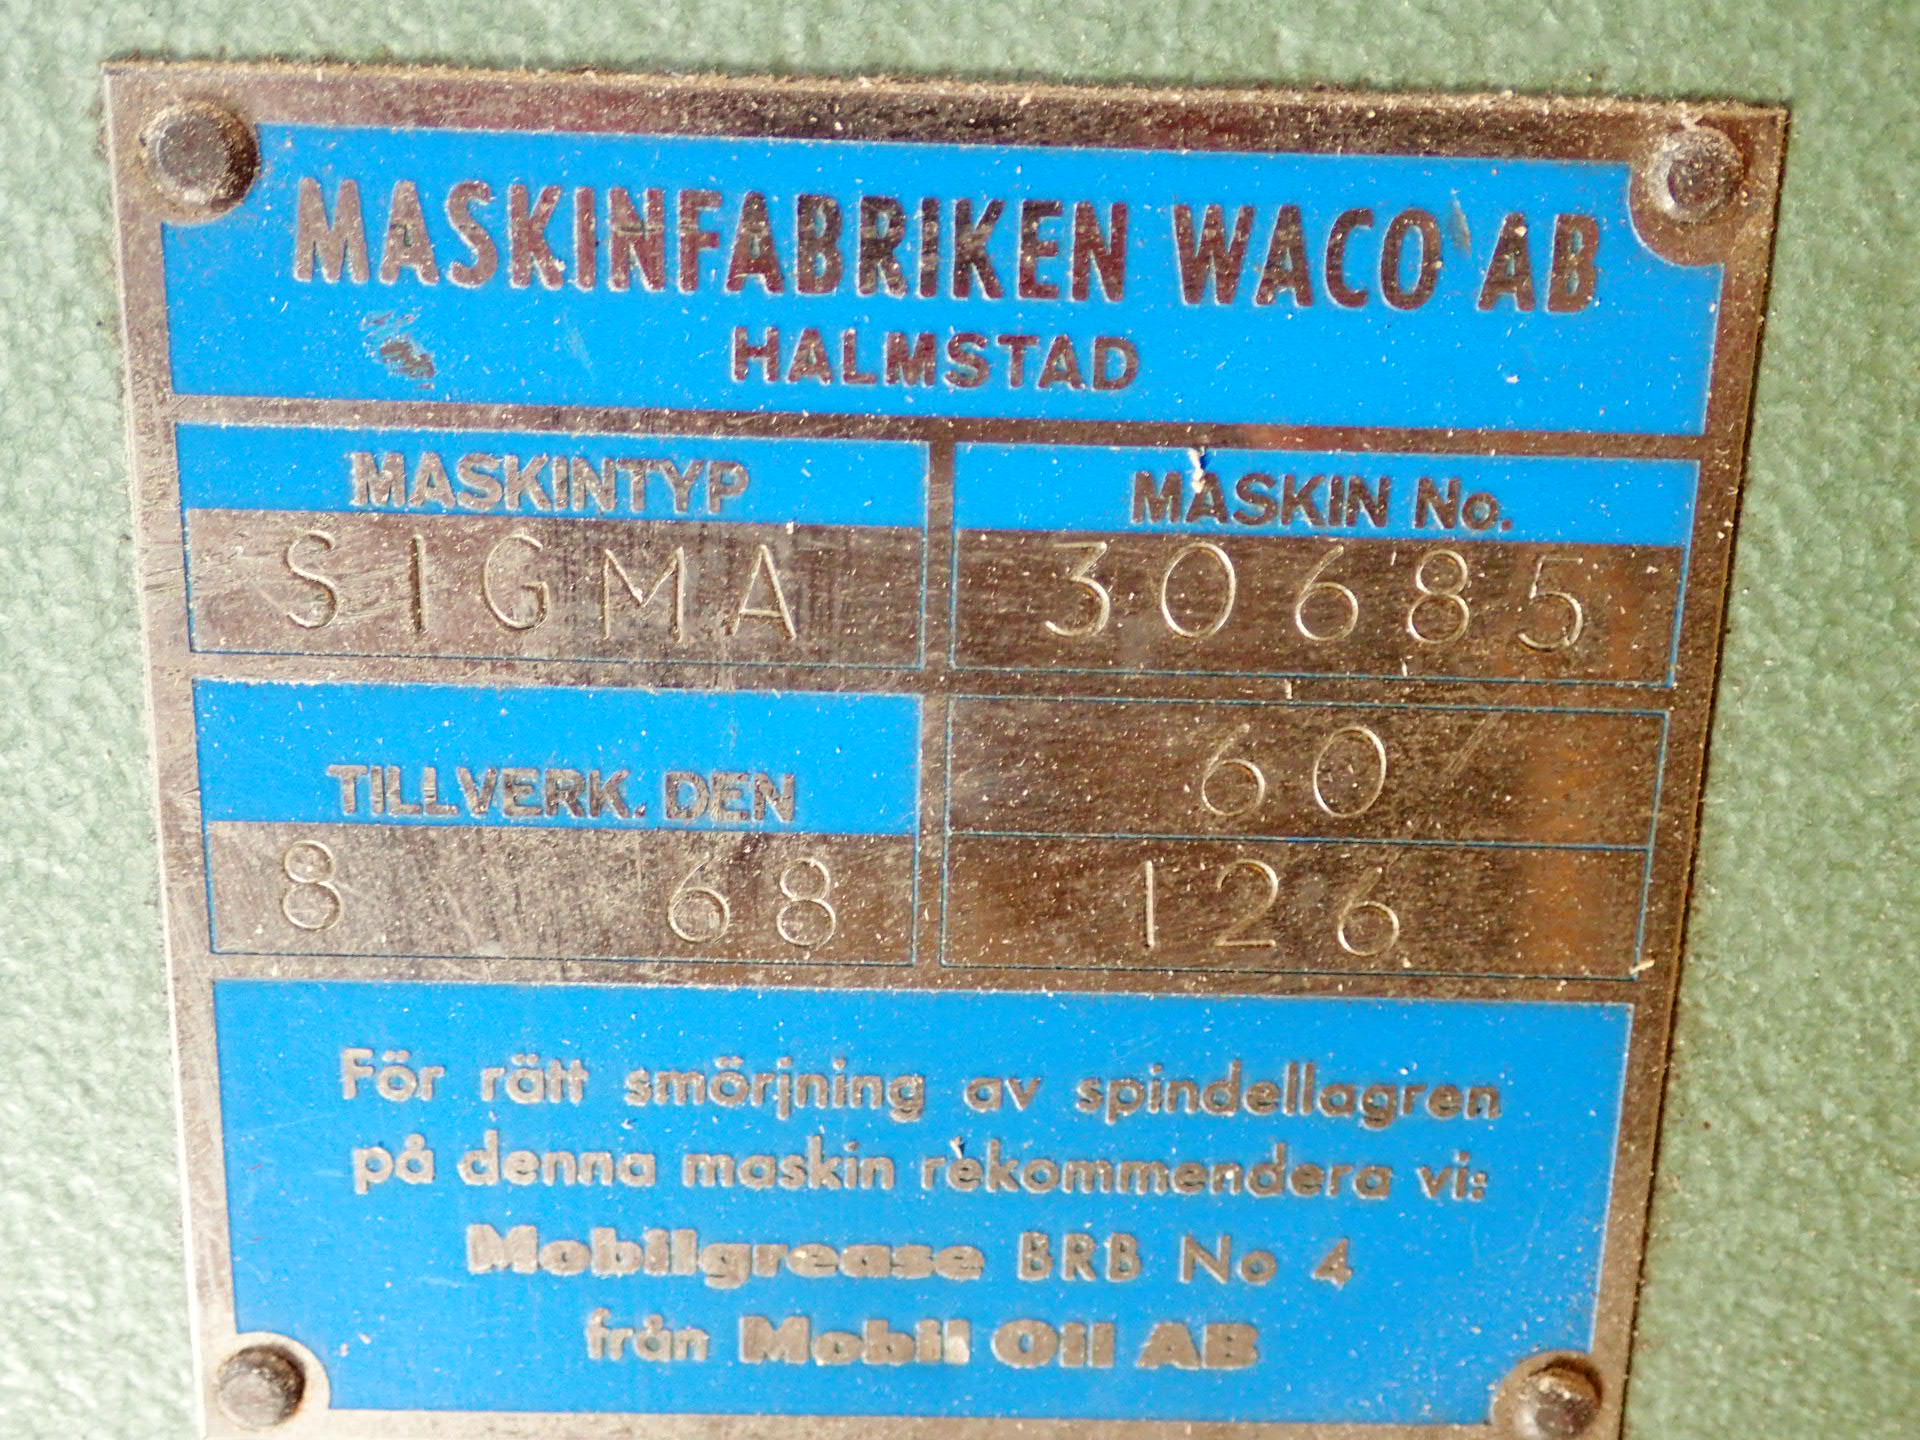 MASKINFABRIKEN WACO AB
HALMSTAD
MASKINTYP
SIGMA
MASKIN No.
30685
TILLVERK. DEN
8 68
60
126
För rätt smörjning av spindellagren
på denna maskin rekommendera vi:
Mobilgrease BRB No 4
från Mobil Oil AB